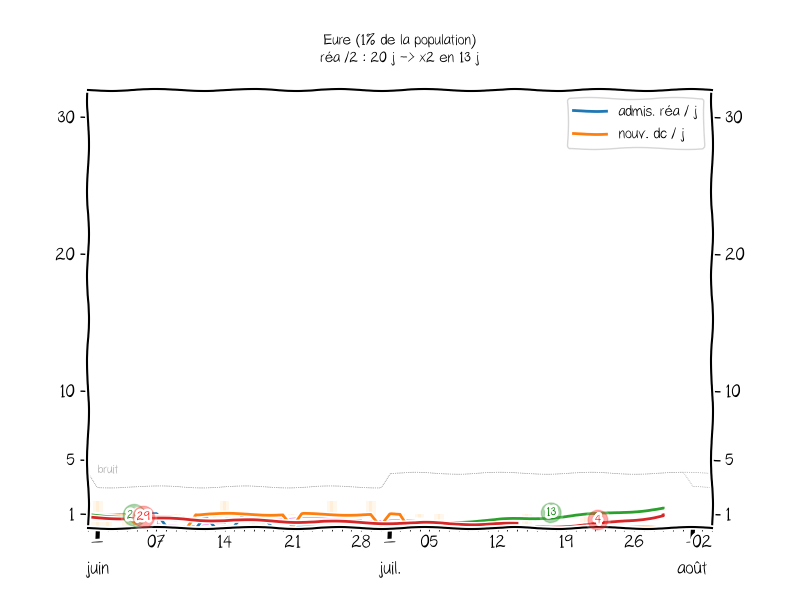 Eure (1% de la population)
réa /2 : 20 j -> x2 en 13 j
admis. réa / j
nouv. dc / j
30 30
20 20
10 10
5 5
bruit
1 1
29
13
4
07 14 21 28 05 12 19 26 02
juin juil. août